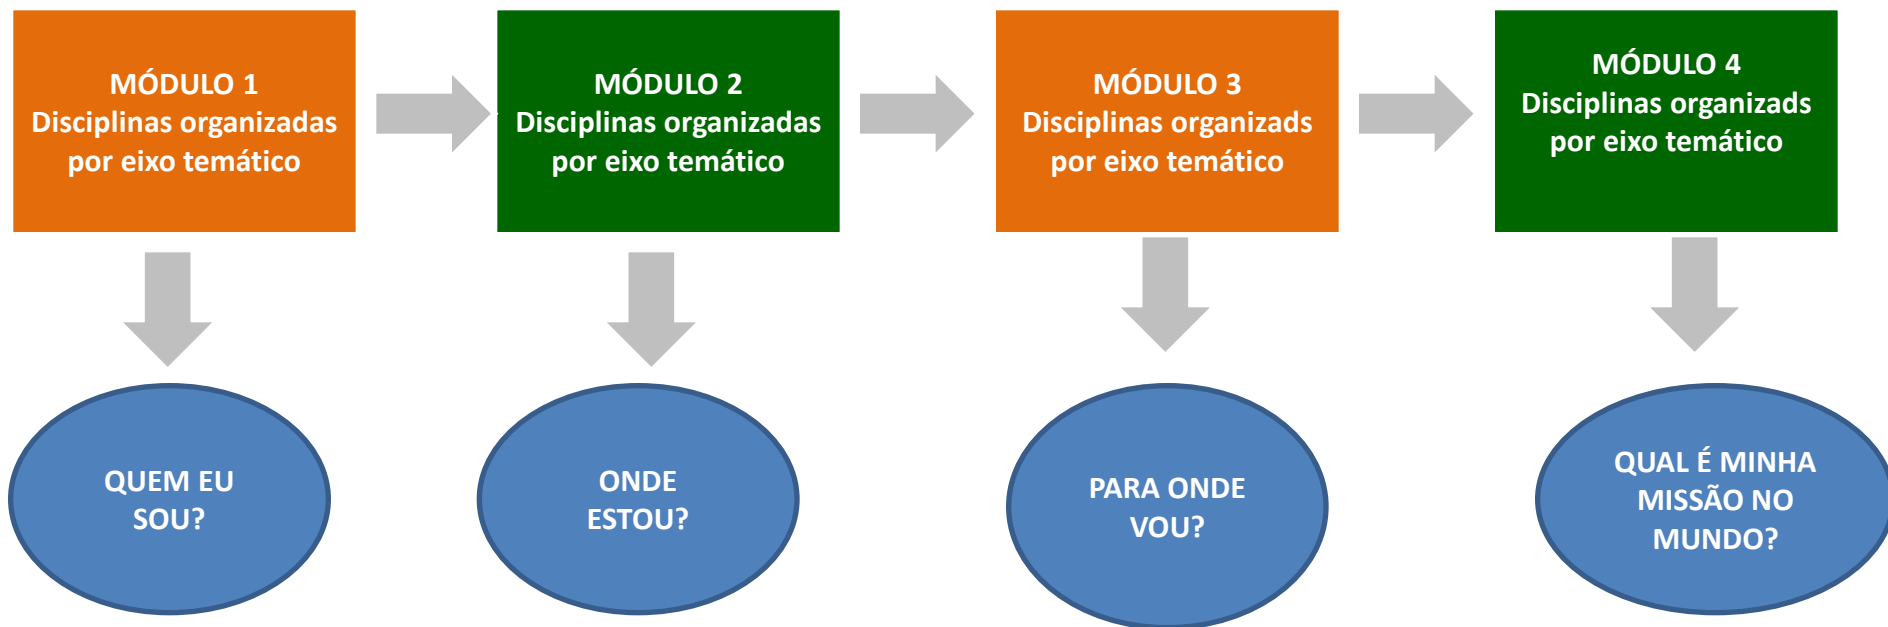 MÓDULO 1
Disciplinas organizadas
por eixo temático
MÓDULO 2
Disciplinas organizadas
por eixo temático
MÓDULO 3
Disciplinas organizads
por eixo temático
MÓDULO 4
Disciplinas organizads
por eixo temático
QUEM EU
SOU?
ONDE
ESTOU?
PARA ONDE
VOU?
QUAL É MINHA
MISSÃO NO
MUNDO?